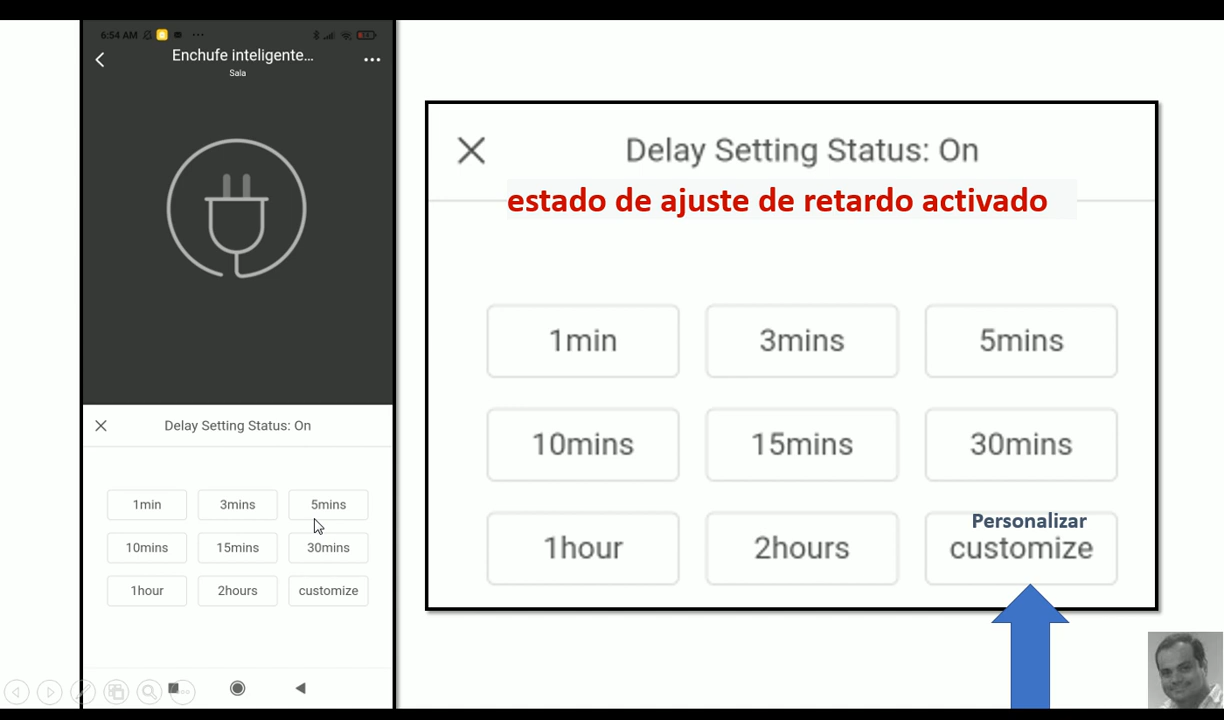 6:54 AM
Enchufe inteligente...
Sala
Delay Setting Status: On
1min
3mins
5mins
10mins
15mins
30mins
1hour
2hours
customize
Delay Setting Status: On
estado de ajuste de retardo activado
1min
3mins
5mins
10mins
15mins
30mins
1hour
2hours
Personalizar
customize